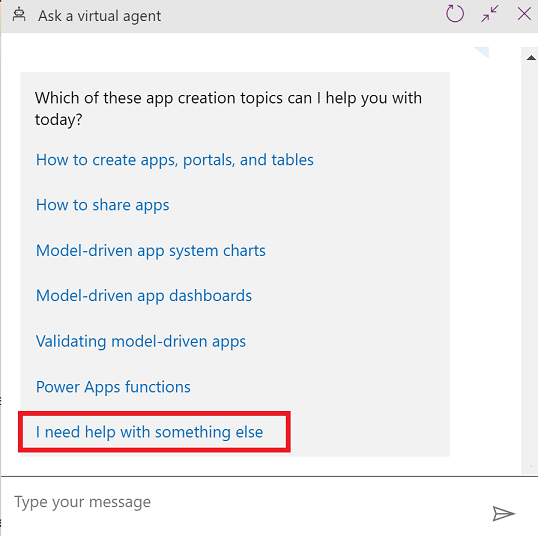 Ask a virtual agent
Which of these app creation topics can I help you with
today?
How to create apps, portals, and tables
How to share apps
Model-driven app system charts
Model-driven app dashboards
Validating model-driven apps
Power Apps functions
I need help with something else
Type your message